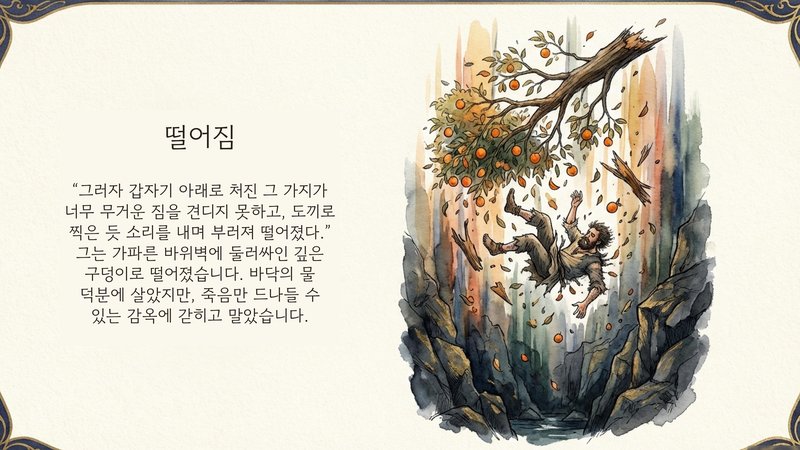 떨어짐
“그러자 갑자기 아래로 처진 그 가지가
너무 무거운 짐을 견디지 못하고, 도끼로
찍은 듯 소리를 내며 부러져 떨어졌다.”
그는 가파른 바위벽에 둘러싸인 깊은
구덩이로 떨어졌습니다. 바닥의 물
덕분에 살았지만, 죽음만 드나들 수
있는 감옥에 갇히고 말았습니다.